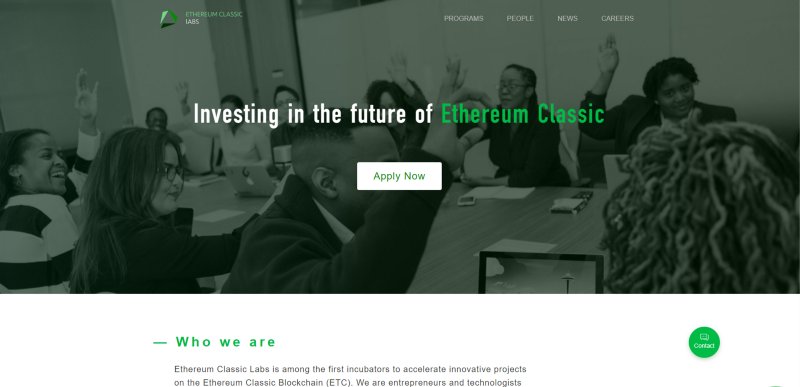 ETHEREUM CLASSIC
LABS
PROGRAMS
PEOPLE
NEWS
CAREERS
Investing in the future of Ethereum Classic
Apply Now
— Who we are
Contact
Ethereum Classic Labs is among the first incubators to accelerate innovative projects
on the Ethereum Classic Blockchain (ETC). We are entrepreneurs and technologists